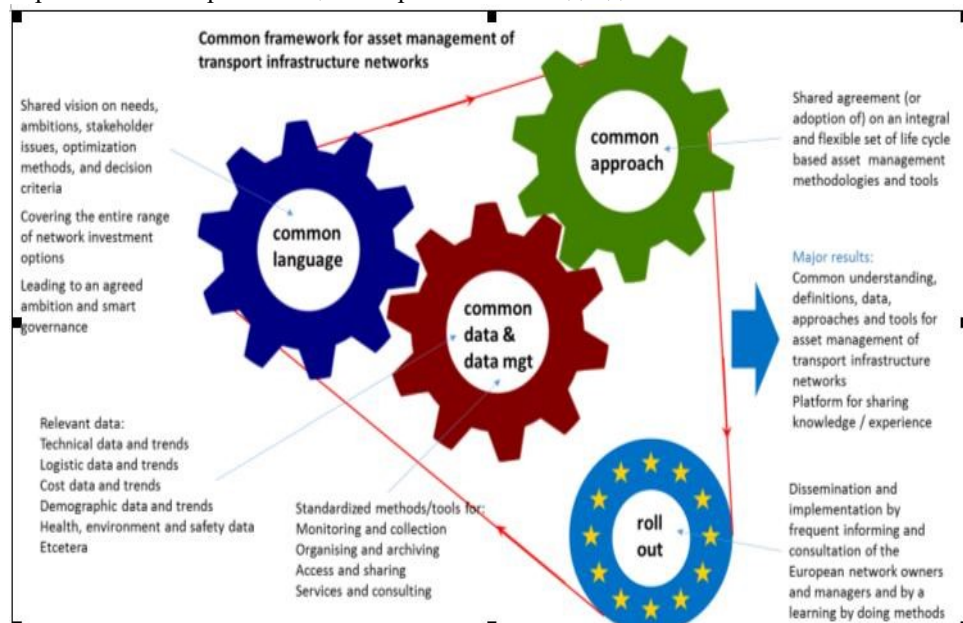 Common framework for asset management of
transport infrastructure networks
Shared vision on needs,
ambitions, stakeholder
issues, optimization
methods, and decision
criteria
Covering the entire range
of network investment
options
Leading to an agreed
ambition and smart
governance
common
language
common
approach
common
data &
data mgt
Shared agreement (or
adoption of) on an integral
and flexible set of life cycle
based asset management
methodologies and tools
Major results:
Common understanding,
definitions, data,
approaches and tools for
asset management of
transport infrastructure
networks
Platform for sharing
knowledge / experience
Relevant data:
Technical data and trends
Logistic data and trends
Cost data and trends
Demographic data and trends
Health, environment and safety data
Etcetera
Standardized methods/tools for:
Monitoring and collection
Organising and archiving
Access and sharing
Services and consulting
roll
out
Dissemination and
implementation by
frequent informing and
consultation of the
European network owners
and managers and by a
learning by doing methods